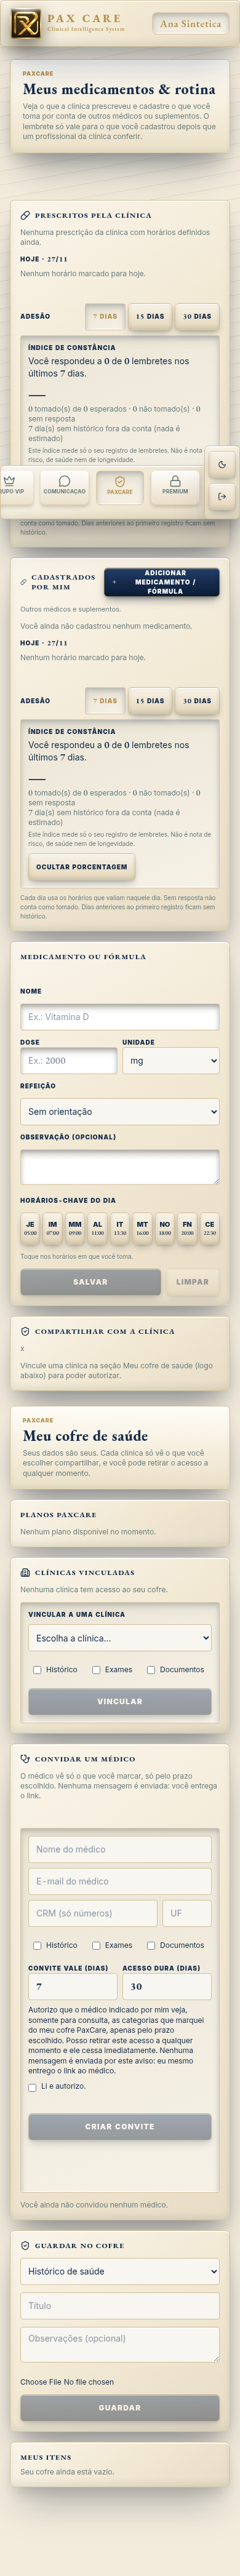 PAX CARE
Clinical Intelligence System
Ana Sintetica
PAXCARE
Meus medicamentos & rotina
Veja o que a clínica prescreveu e cadastre o que você
toma por conta de outros médicos ou suplementos. O
lembrete só vale para o que você cadastrou depois que
um profissional da clínica conferir.
PRESCRITOS PELA CLÍNICA
Nenhuma prescrição da clínica com horários definidos
ainda.
HOJE · 27/11
Nenhum horário marcado para hoje.
ADESÃO
7 DIAS
15 DIAS
30 DIAS
ÍNDICE DE CONSTÂNCIA
Você respondeu a 0 de 0 lembretes nos
últimos 7 dias.
—
0 tomado(s) de 0 esperados · 0 não tomado(s) · 0
sem resposta
7 dia(s) sem histórico fora da conta (nada é
estimado)
Este índice mede só o seu registro de lembretes. Não é nota
de risco, de saúde nem de longevidade.
UPO VIP
COMUNICAÇÃO
PAXCARE
PREMIUM
conta como tomado. Dias anteriores ao primeiro registro ficam sem
histórico.
CADASTRADOS
POR MIM
+ ADICIONAR
MEDICAMENTO /
FÓRMULA
Outros médicos e suplementos.
Você ainda não cadastrou nenhum medicamento.
HOJE · 27/11
Nenhum horário marcado para hoje.
ADESÃO
7 DIAS
15 DIAS
30 DIAS
ÍNDICE DE CONSTÂNCIA
Você respondeu a 0 de 0 lembretes nos
últimos 7 dias.
—
0 tomado(s) de 0 esperados · 0 não tomado(s) · 0
sem resposta
7 dia(s) sem histórico fora da conta (nada é
estimado)
Este índice mede só o seu registro de lembretes. Não é nota de
risco, de saúde nem de longevidade.
OCULTAR PORCENTAGEM
Cada dia usa os horários que valiam naquele dia. Sem resposta não
conta como tomado. Dias anteriores ao primeiro registro ficam sem
histórico.
MEDICAMENTO OU FÓRMULA
NOME
Ex.: Vitamina D
DOSE
UNIDADE
Ex.: 2000
mg
REFEIÇÃO
Sem orientação
OBSERVAÇÃO (OPCIONAL)
HORÁRIOS-CHAVE DO DIA
JE
IM
MM
AL
IT
MT
NO
FN
CE
05:00
07:00
09:00
11:00
13:30
16:00
18:00
20:00
22:30
Toque nos horários em que você toma.
SALVAR
LIMPAR
COMPARTILHAR COM A CLÍNICA
x
Vincule uma clínica na seção Meu cofre de saúde (logo
abaixo) para poder autorizar.
PAXCARE
Meu cofre de saúde
Seus dados são seus. Cada clínica só vê o que você
escolher compartilhar, e você pode retirar o acesso a
qualquer momento.
PLANOS PAXCARE
Nenhum plano disponível no momento.
CLÍNICAS VINCULADAS
Nenhuma clínica tem acesso ao seu cofre.
VINCULAR A UMA CLÍNICA
Escolha a clínica...
Histórico
Exames
Documentos
VINCULAR
CONVIDAR UM MÉDICO
O médico vê só o que você marcar, só pelo prazo
escolhido. Nenhuma mensagem é enviada: você entrega
o link.
Nome do médico
E-mail do médico
CRM (só números)
UF
Histórico
Exames
Documentos
CONVITE VALE (DIAS)
ACESSO DURA (DIAS)
7
30
Autorizo que o médico indicado por mim veja,
somente para consulta, as categorias que marquei
do meu cofre PaxCare, apenas pelo prazo
escolhido. Posso retirar este acesso a qualquer
momento e ele cessa imediatamente. Nenhuma
mensagem é enviada por este aviso: eu mesmo
entrego o link ao médico.
Li e autorizo.
CRIAR CONVITE
Você ainda não convidou nenhum médico.
GUARDAR NO COFRE
Histórico de saúde
Título
Observações (opcional)
Choose File No file chosen
GUARDAR
MEUS ITENS
Seu cofre ainda está vazio.